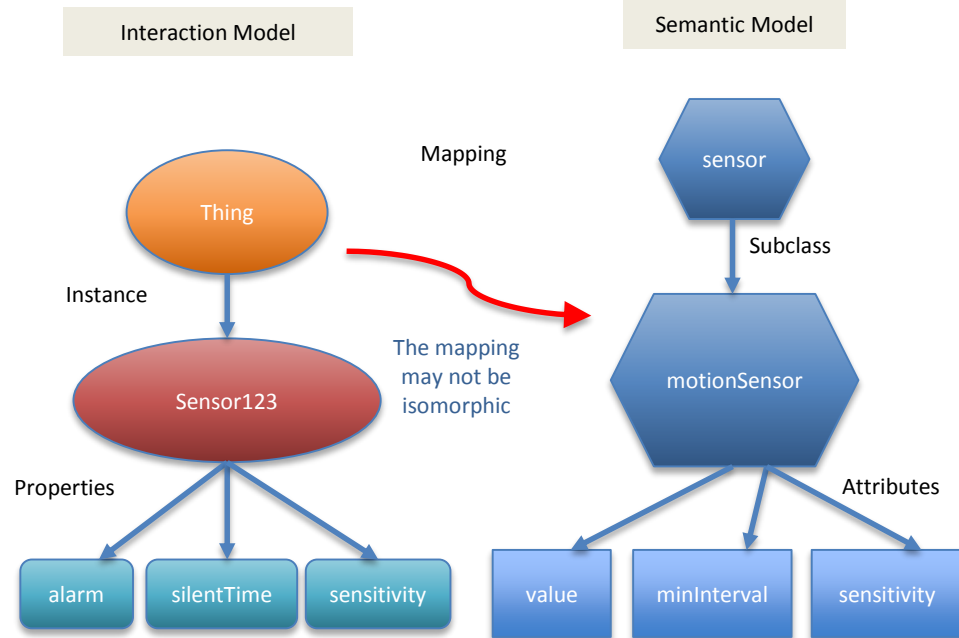 Interaction Model
Semantic Model
Mapping
sensor
Thing
Subclass
Instance
The mapping
may not be
isomorphic
motionSensor
Sensor123
Properties
Attributes
alarm
silentTime
sensitivity
value
minInterval
sensitivity